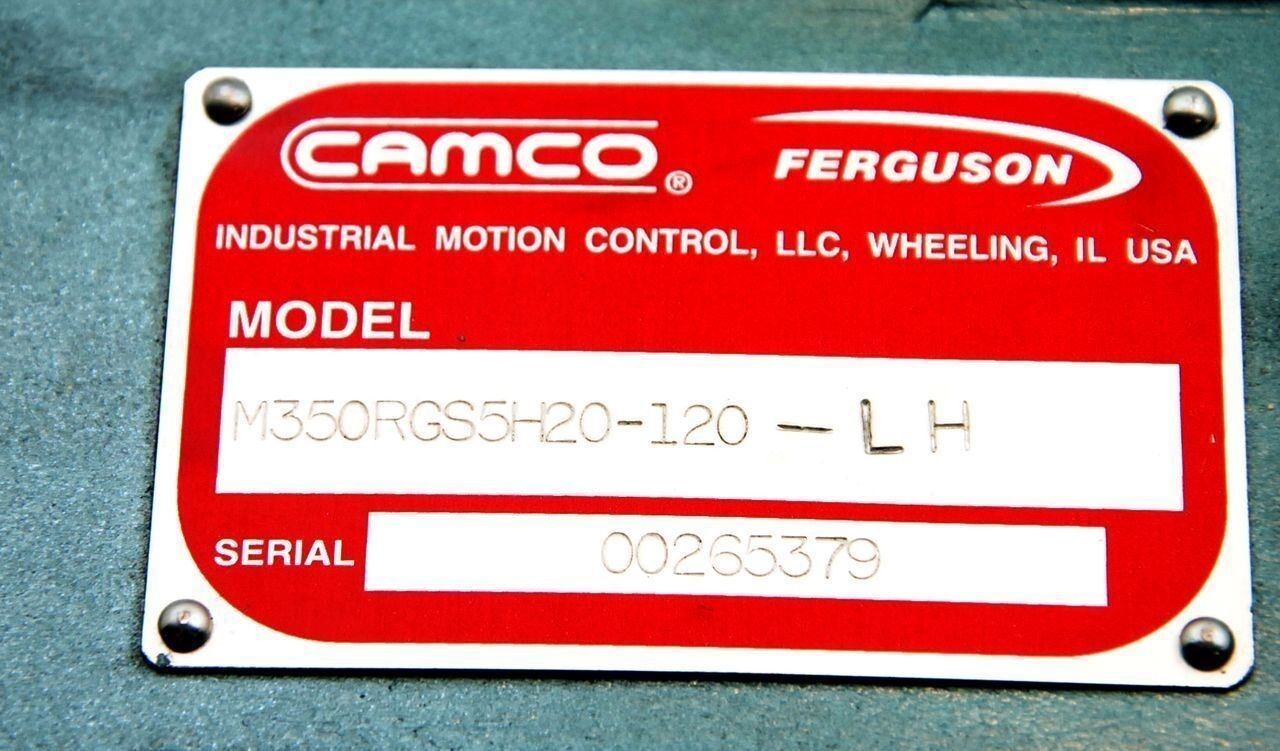 CAMCO® FERGUSON
INDUSTRIAL MOTION CONTROL, LLC, WHEELING, IL USA
MODEL
M350RGS5H20-120 - LH
SERIAL 00265379